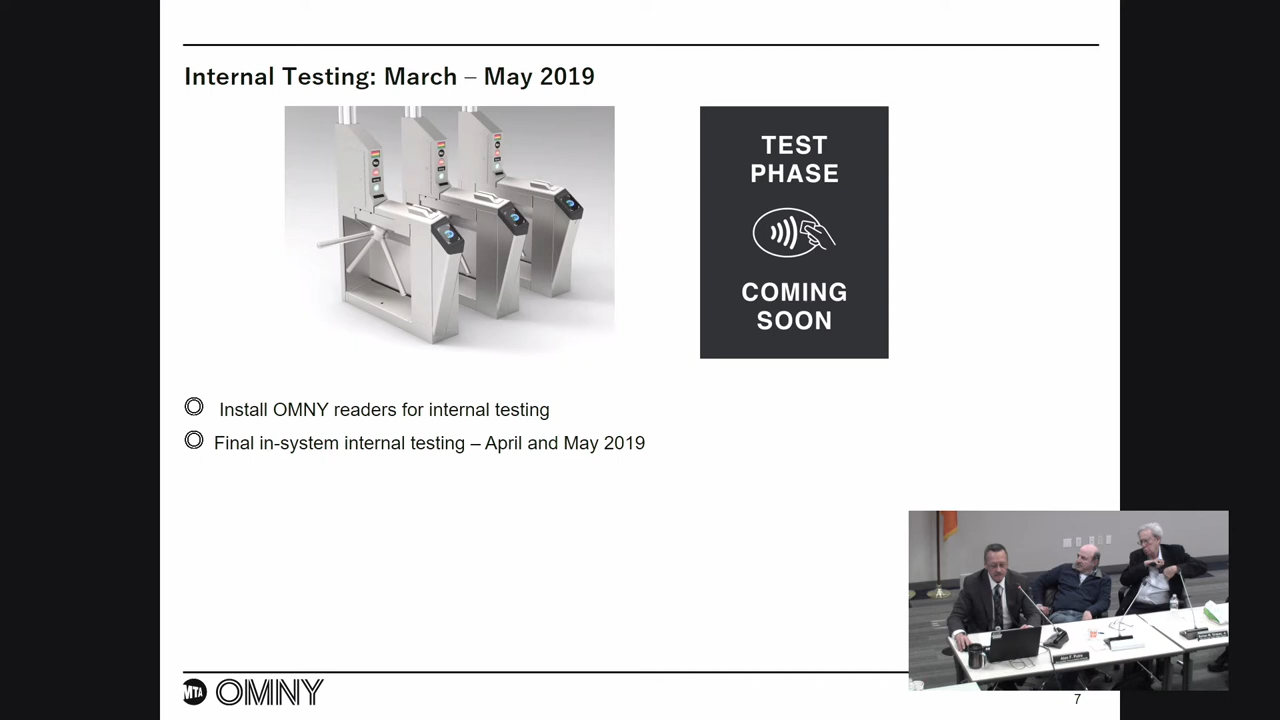 Internal Testing: March – May 2019
TEST
PHASE
COMING
SOON
Install OMNY readers for internal testing
Final in-system internal testing – April and May 2019
MTA
OMNY
7